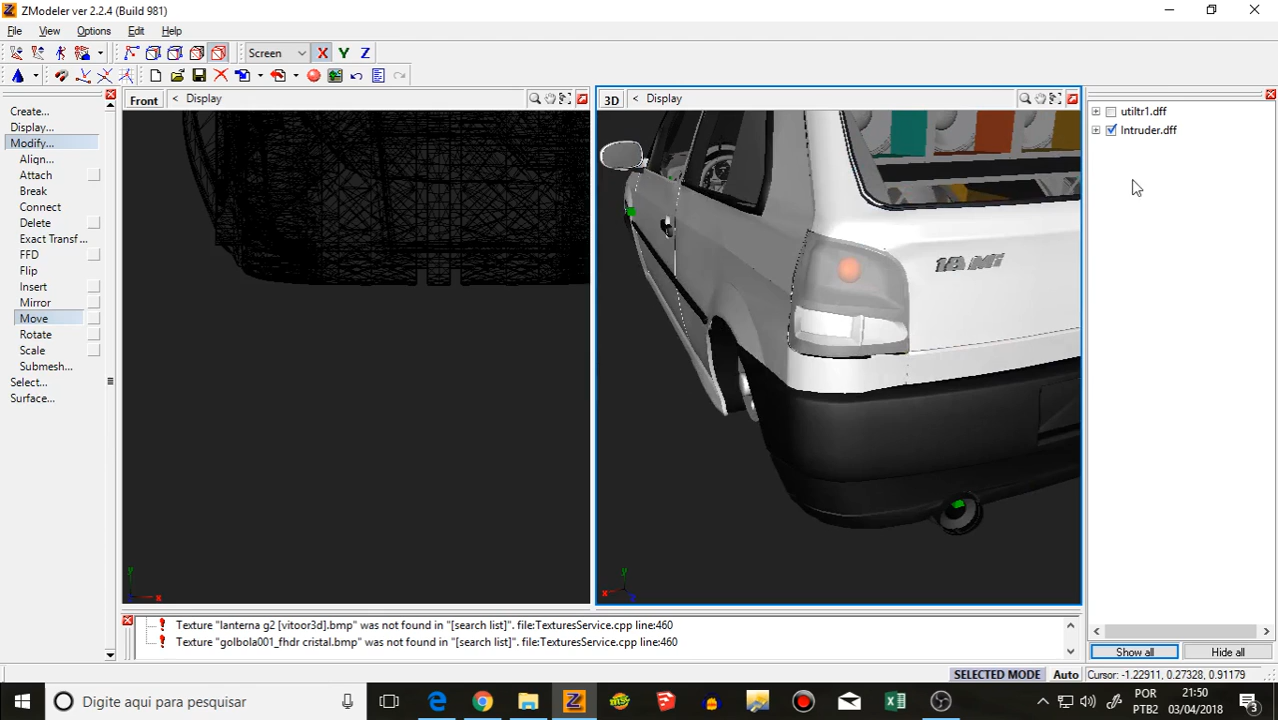 ZModeler ver 2.2.4 (Build 981)
File View Options Edit Help
Screen X Y Z
Front < Display
3D < Display
Create...
Display...
Modify...
Align...
Attach
Break
Connect
Delete
Exact Transf ...
FFD
Flip
Insert
Mirror
Move
Rotate
Scale
Submesh...
Select...
Surface...
utiltr1.dff
Intruder.dff
y
x
y
x
z
Texture "lanterna g2 [vitoor3d].bmp" was not found in "[search list]". file:TexturesService.cpp line:460
Texture "golbola001_fhdr cristal.bmp" was not found in "[search list]". file:TexturesService.cpp line:460
Show all Hide all
SELECTED MODE Auto Cursor: -1.22911, 0.27328, 0.91179
Digite aqui para pesquisar
POR
PTB2
21:50
03/04/2018
3